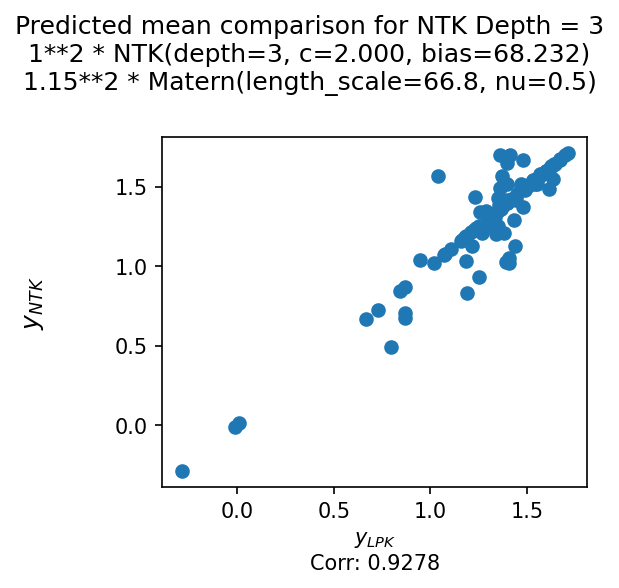 Predicted mean comparison for NTK Depth = 3
1**2 * NTK(depth=3, c=2.000, bias=68.232)
1.15**2 * Matern(length_scale=66.8, nu=0.5)
1.5
1.0
0.5
0.0
y_NTK
0.0 0.5 1.0 1.5
y_LPK
Corr: 0.9278